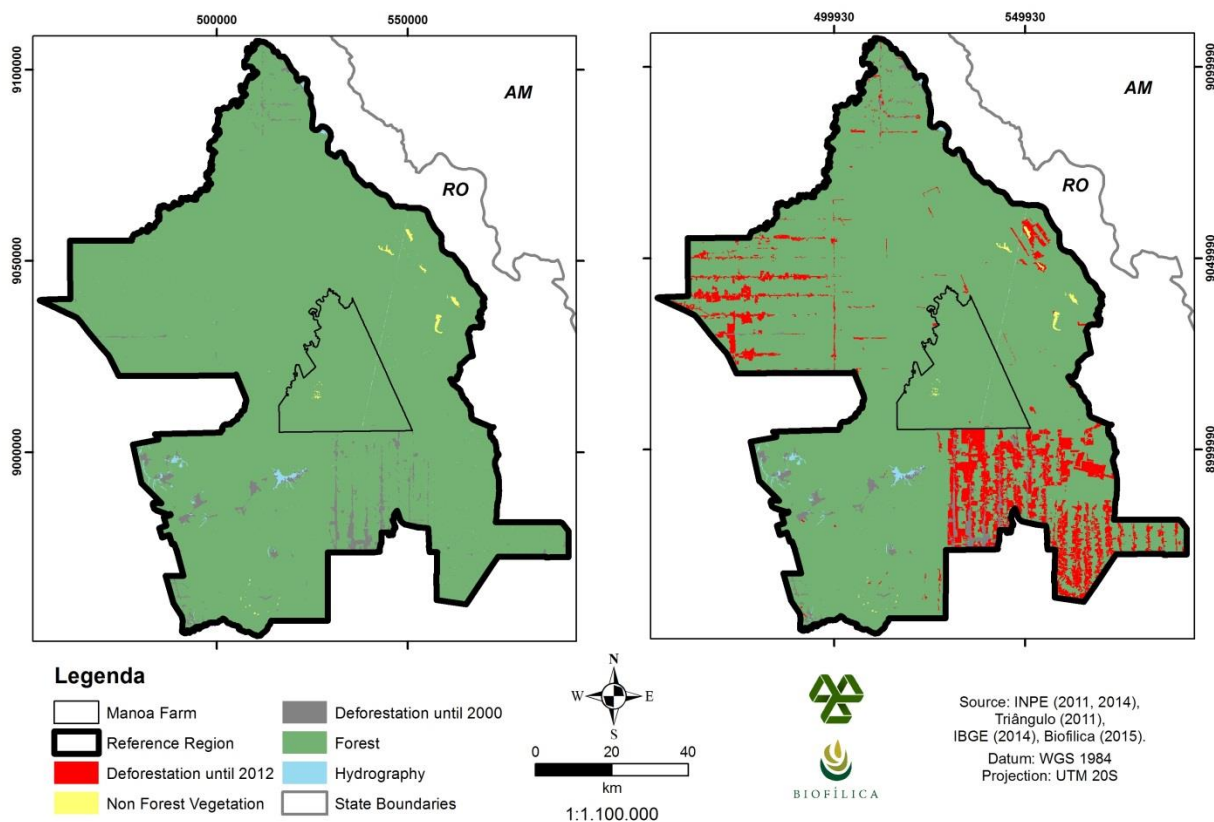 500000
550000
499930
549930
9100000
9050000
9000000
AM
RO
AM
RO
9099990
9049990
8999990
Legenda
Manoa Farm
Reference Region
Deforestation until 2012
Non Forest Vegetation
Deforestation until 2000
Forest
Hydrography
State Boundaries
N
W
E
S
0
20
40
km
1:1.100.000
BIOFÍLICA
Source: INPE (2011, 2014),
Triângulo (2011),
IBGE (2014), Biofílica (2015).
Datum: WGS 1984
Projection: UTM 20S